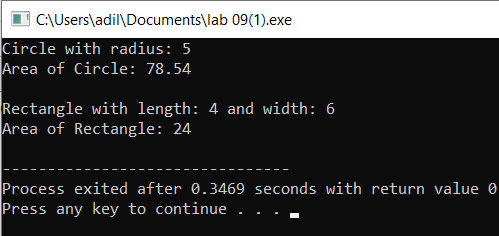 C:\Users\adil\Documents\lab 09(1).exe
Circle with radius: 5
Area of Circle: 78.54
Rectangle with length: 4 and width: 6
Area of Rectangle: 24
--------------------------------
Process exited after 0.3469 seconds with return value 0
Press any key to continue . . .